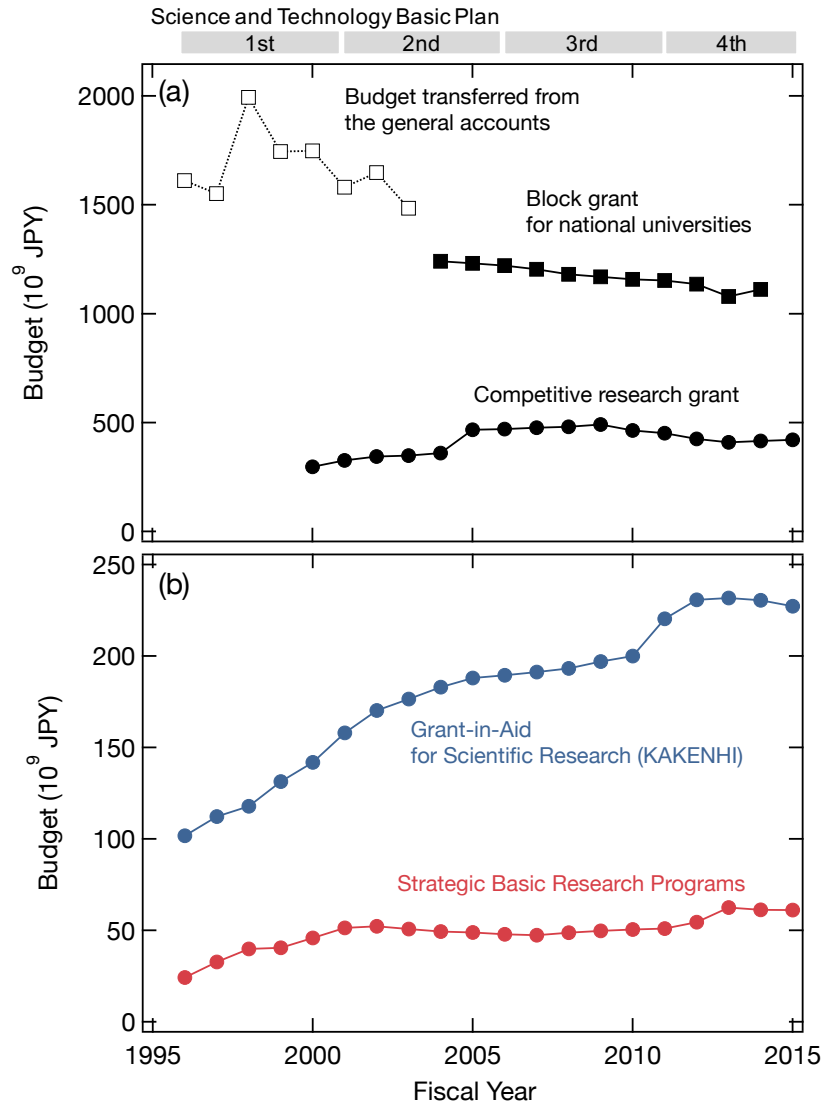 Science and Technology Basic Plan
1st 2nd 3rd 4th
(a)
Budget transferred from
the general accounts
Block grant
for national universities
Competitive research grant
2000
1500
1000
500
0
Budget (10⁹ JPY)
(b)
Grant-in-Aid
for Scientific Research (KAKENHI)
Strategic Basic Research Programs
250
200
150
100
50
0
Budget (10⁹ JPY)
1995 2000 2005 2010 2015
Fiscal Year